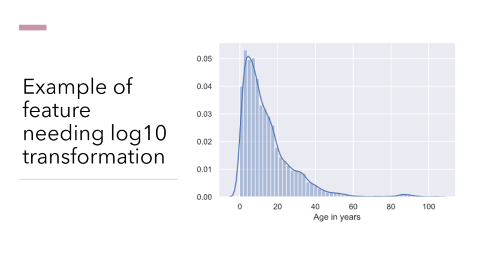 Example of
feature
needing log10
transformation
0.05
0.04
0.03
0.02
0.01
0.00
0 20 40 60 80 100
Age in years